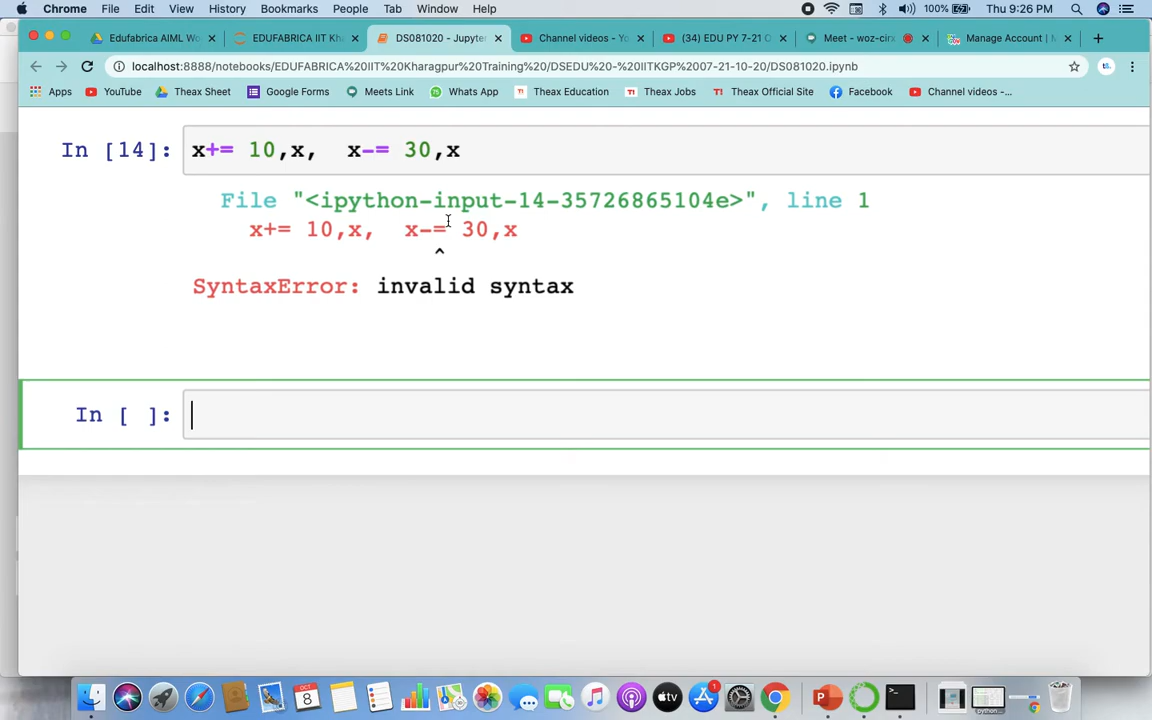 Chrome File Edit View History Bookmarks People Tab Window Help 100% Thu 9:26 PM
Edufabrica AIML Wo EDUFABRICA IIT Kha DS081020 - Jupyter Channel videos - Yo (34) EDU PY 7-21 O Meet - woz-cirx Manage Account | M
localhost:8888/notebooks/EDUFABRICA%20IIT%20Kharagpur%20Training%20/DSEDU%20-%20IITKGP%2007-21-10-20/DS081020.ipynb
Apps YouTube Theax Sheet Google Forms Meets Link Whats App Theax Education Theax Jobs Theax Official Site Facebook Channel videos -...
In [14]: x+= 10,x, x-= 30,x
File "<ipython-input-14-35726865104e>", line 1
x+= 10,x, x-= 30,x
^
SyntaxError: invalid syntax
In [ ]: